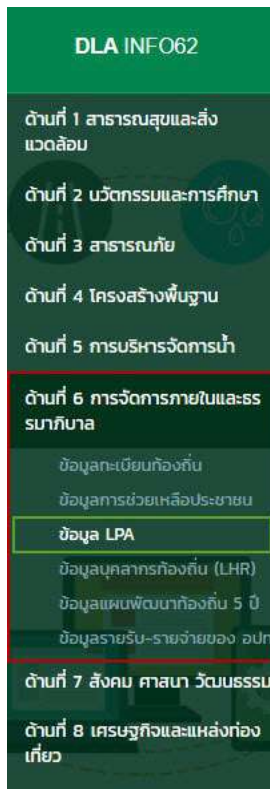 DLA INFO62
ด้านที่ 1 สาธารณสุขและสิ่ง
แวดล้อม
ด้านที่ 2 นวัตกรรมและการศึกษา
ด้านที่ 3 สาธารณภัย
ด้านที่ 4 โครงสร้างพื้นฐาน
ด้านที่ 5 การบริหารจัดการน้ำ
ด้านที่ 6 การจัดการภายในและธร
รมาภิบาล
ข้อมูลทะเบียนท้องถิ่น
ข้อมูลการช่วยเหลือประชาชน
ข้อมูล LPA
ข้อมูลบุคลากรท้องถิ่น (LHR)
ข้อมูลแผนพัฒนาท้องถิ่น 5 ปี
ข้อมูลรายรับ-รายจ่ายของ อปท
ด้านที่ 7 สังคม ศาสนา วัฒนธรรม
ด้านที่ 8 เศรษฐกิจและแหล่งท่อง
เที่ยว